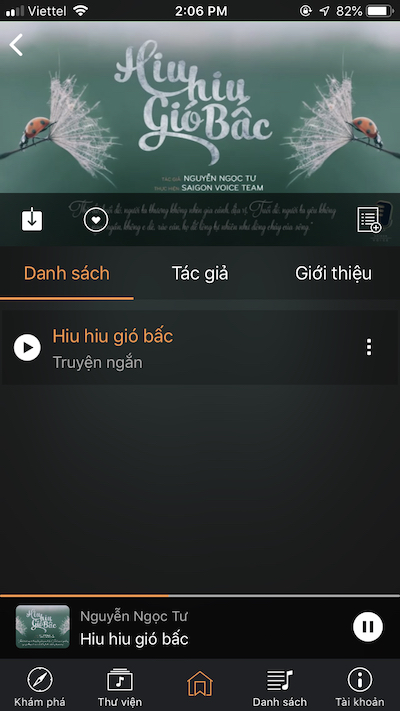 Viettel
2:06 PM
82%
Hiu
hiu
Gió Bấc
TÁC GIẢ: NGUYỄN NGỌC TƯ
THỰC HIỆN: SAIGON VOICE TEAM
Danh sách
Tác giả
Giới thiệu
Hiu hiu gió bấc
Truyện ngắn
Nguyễn Ngọc Tư
Hiu hiu gió bấc
Khám phá
Thư viện
Danh sách
Tài khoản